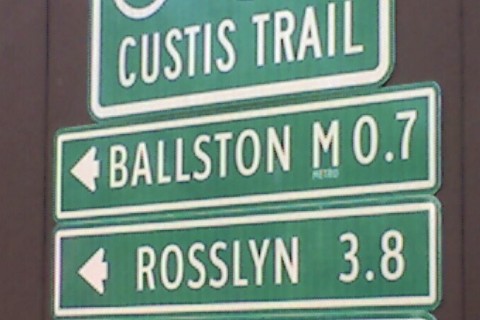 CUSTIS TRAIL
BALLSTON M 0.7
METRO
ROSSLYN 3.8